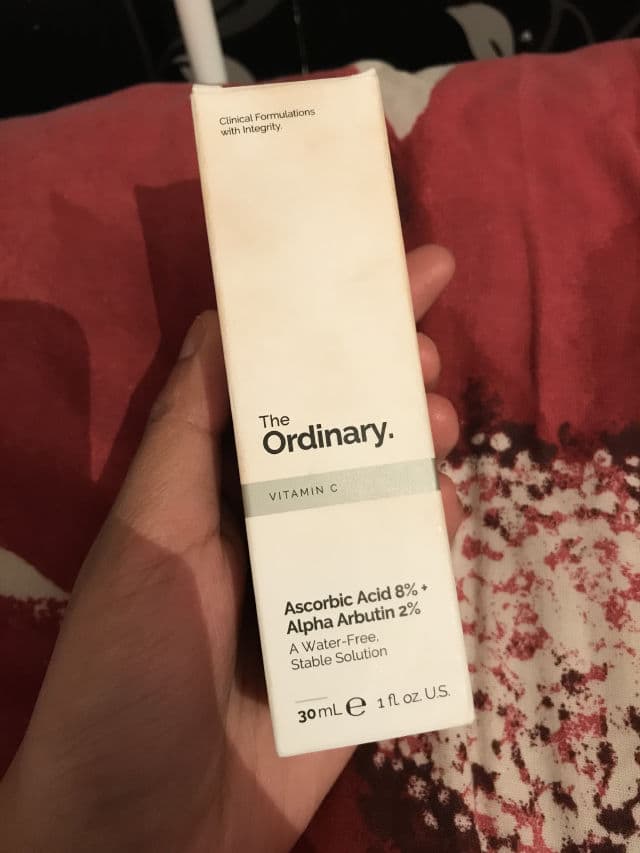 Clinical Formulations
with Integrity.
The
Ordinary.
VITAMIN C
Ascorbic Acid 8% +
Alpha Arbutin 2%
A Water-Free,
Stable Solution
30 mL ℮ 1 fl. oz. U.S.